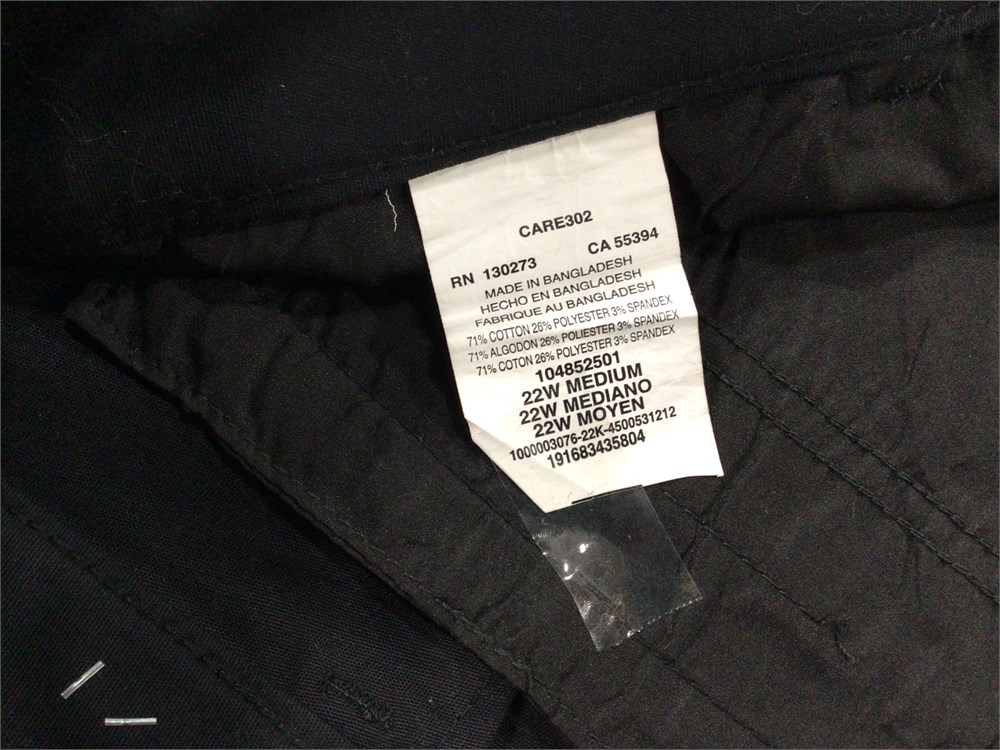 CARE302
RN 130273 CA 55394
MADE IN BANGLADESH
HECHO EN BANGLADESH
FABRIQUE AU BANGLADESH
71% COTTON 26% POLYESTER 3% SPANDEX
71% ALGODON 26% POLIESTER 3% SPANDEX
71% COTON 26% POLYESTER 3% SPANDEX
104852501
22W MEDIUM
22W MEDIANO
22W MOYEN
1000003076-22K-4500531212
191683435804